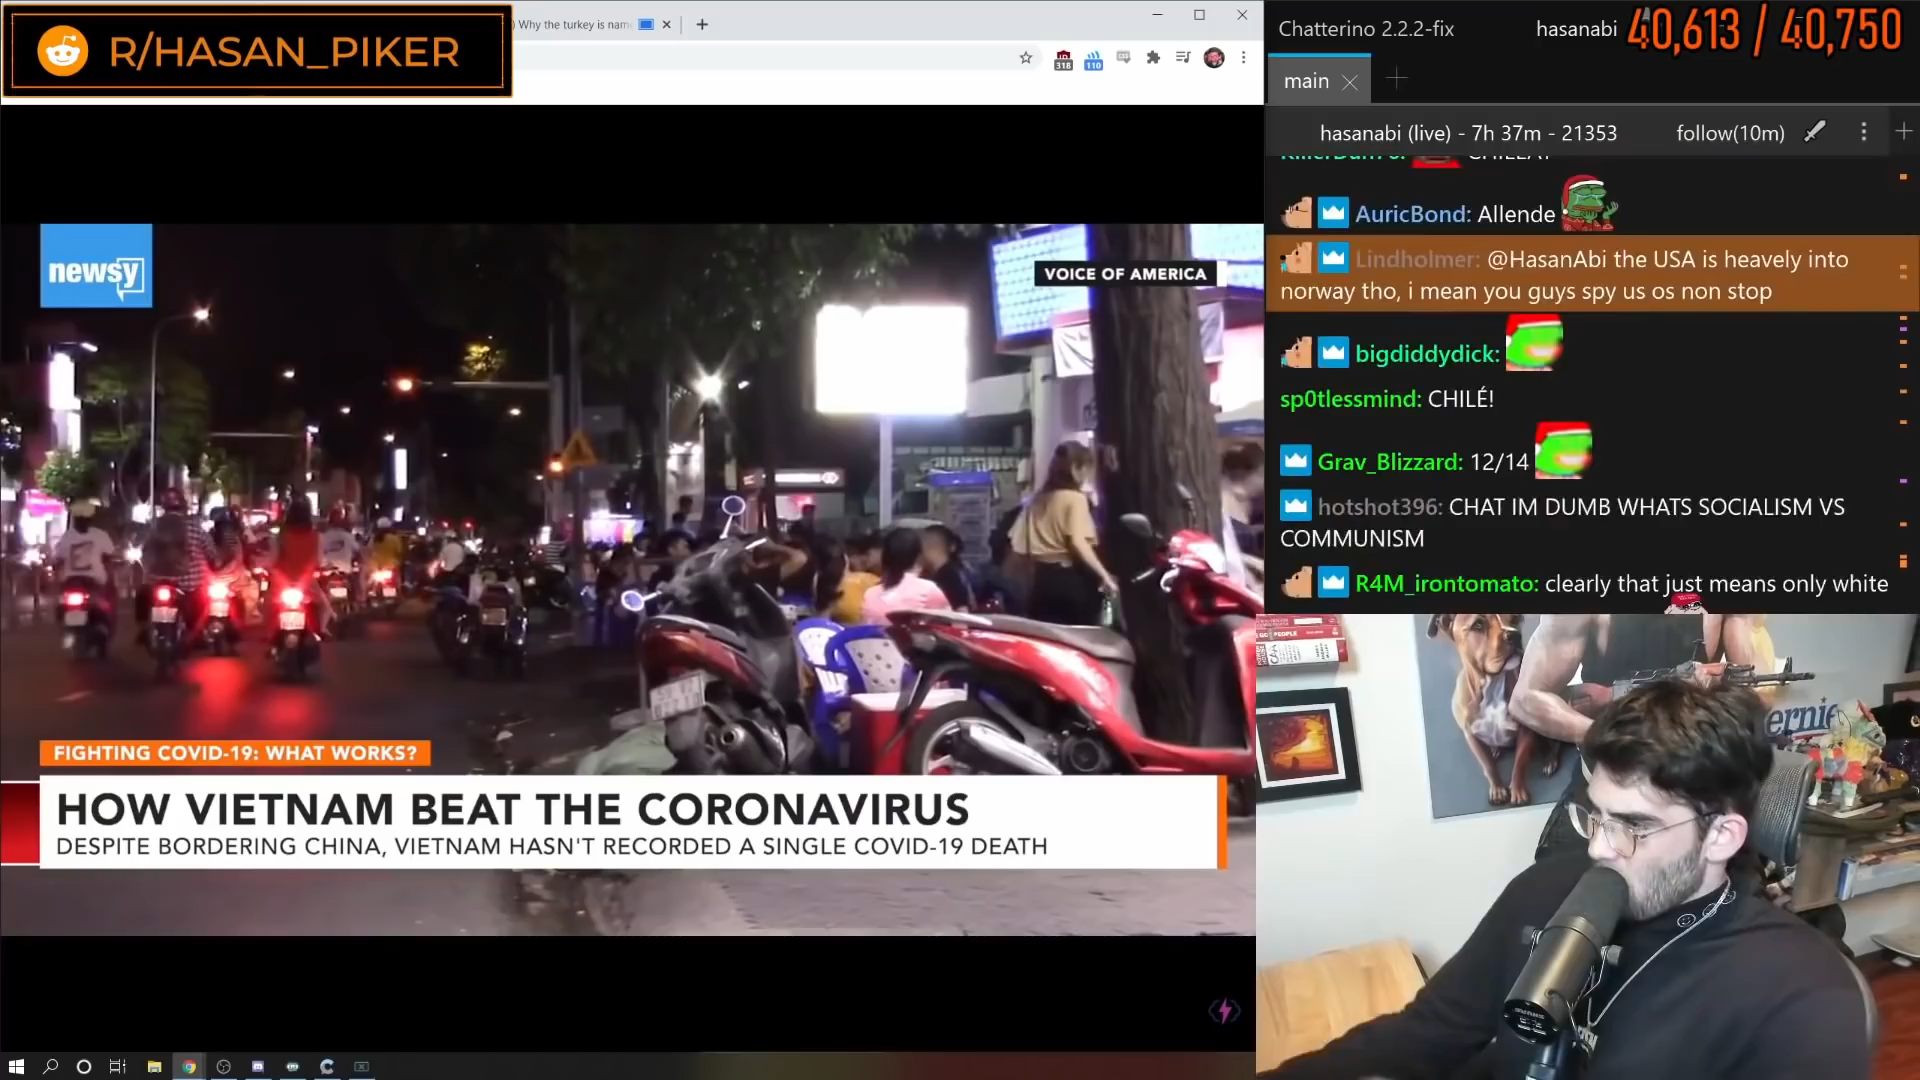 R/HASAN_PIKER
Why the turkey is nam
318
110
newsy
VOICE OF AMERICA
FIGHTING COVID-19: WHAT WORKS?
HOW VIETNAM BEAT THE CORONAVIRUS
DESPITE BORDERING CHINA, VIETNAM HASN'T RECORDED A SINGLE COVID-19 DEATH
Chatterino 2.2.2-fix
hasanabi
40,613 / 40,750
main
hasanabi (live) - 7h 37m - 21353
follow(10m)
AuricBond: Allende
Lindholmer: @HasanAbi the USA is heavely into
norway tho, i mean you guys spy us os non stop
bigdiddydick:
sp0tlessmind: CHILÉ!
Grav_Blizzard: 12/14
hotshot396: CHAT IM DUMB WHATS SOCIALISM VS
COMMUNISM
R4M_irontomato: clearly that just means only white
ernie